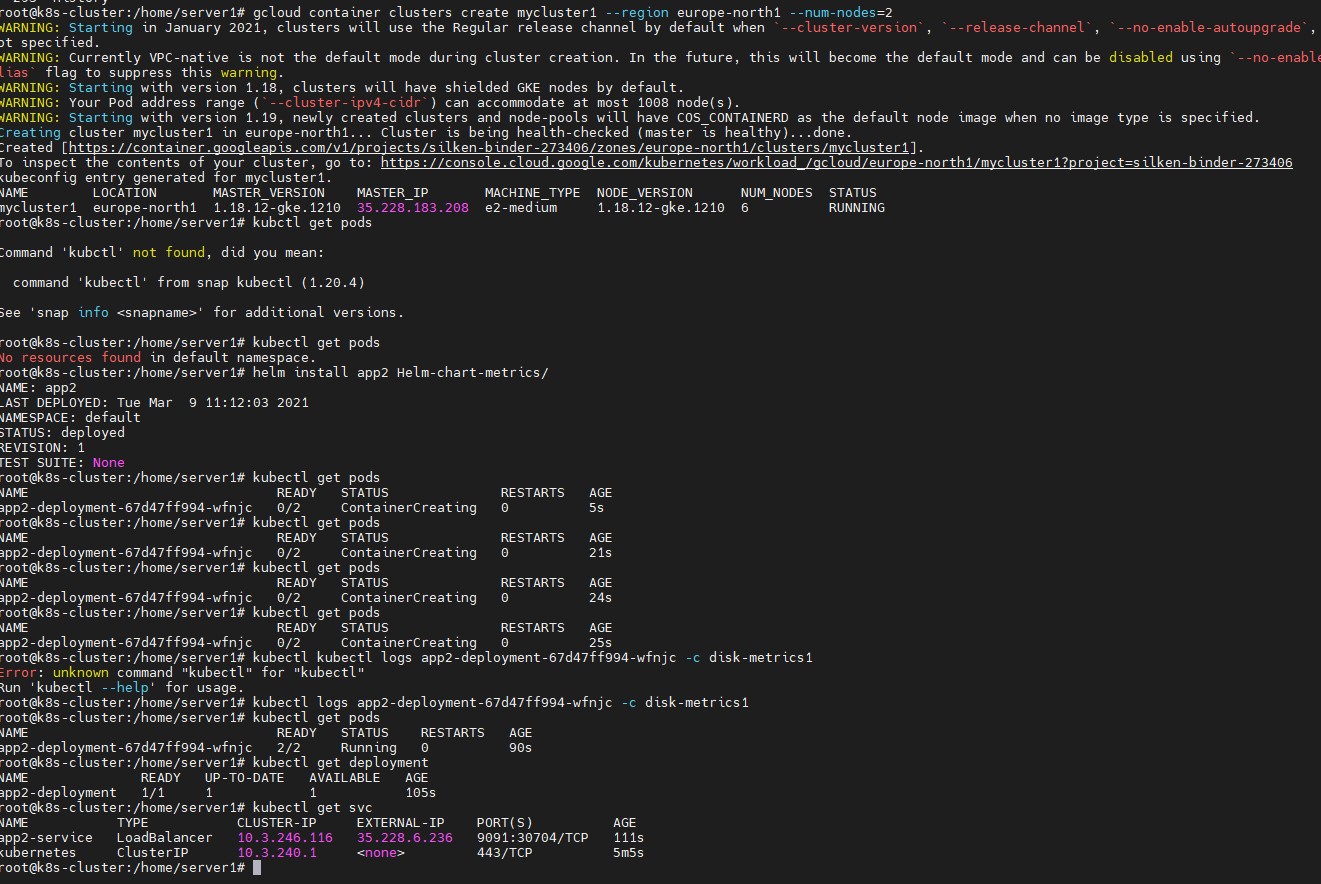 root@k8s-cluster:/home/server1# gcloud container clusters create mycluster1 --region europe-north1 --num-nodes=2
WARNING: Starting in January 2021, clusters will use the Regular release channel by default when `--cluster-version`, `--release-channel`, `--no-enable-autoupgrade`,
ot specified.
WARNING: Currently VPC-native is not the default mode during cluster creation. In the future, this will become the default mode and can be disabled using `--no-enable
lias` flag to suppress this warning.
WARNING: Starting with version 1.18, clusters will have shielded GKE nodes by default.
WARNING: Your Pod address range (`--cluster-ipv4-cidr`) can accommodate at most 1008 node(s).
WARNING: Starting with version 1.19, newly created clusters and node-pools will have COS_CONTAINERD as the default node image when no image type is specified.
Creating cluster mycluster1 in europe-north1... Cluster is being health-checked (master is healthy)...done.
Created [https://container.googleapis.com/v1/projects/silken-binder-273406/zones/europe-north1/clusters/mycluster1].
To inspect the contents of your cluster, go to: https://console.cloud.google.com/kubernetes/workload_/gcloud/europe-north1/mycluster1?project=silken-binder-273406
kubeconfig entry generated for mycluster1.
NAME        LOCATION       MASTER_VERSION    MASTER_IP       MACHINE_TYPE  NODE_VERSION      NUM_NODES  STATUS
mycluster1  europe-north1  1.18.12-gke.1210  35.228.183.208  e2-medium     1.18.12-gke.1210  6          RUNNING
root@k8s-cluster:/home/server1# kubctl get pods
Command 'kubctl' not found, did you mean:
command 'kubectl' from snap kubectl (1.20.4)
See 'snap info <snapname>' for additional versions.
root@k8s-cluster:/home/server1# kubectl get pods
No resources found in default namespace.
root@k8s-cluster:/home/server1# helm install app2 Helm-chart-metrics/
NAME: app2
LAST DEPLOYED: Tue Mar  9 11:12:03 2021
NAMESPACE: default
STATUS: deployed
REVISION: 1
TEST SUITE: None
root@k8s-cluster:/home/server1# kubectl get pods
NAME                               READY   STATUS              RESTARTS   AGE
app2-deployment-67d47ff994-wfnjc   0/2     ContainerCreating   0          5s
root@k8s-cluster:/home/server1# kubectl get pods
NAME                               READY   STATUS              RESTARTS   AGE
app2-deployment-67d47ff994-wfnjc   0/2     ContainerCreating   0          21s
root@k8s-cluster:/home/server1# kubectl get pods
NAME                               READY   STATUS              RESTARTS   AGE
app2-deployment-67d47ff994-wfnjc   0/2     ContainerCreating   0          24s
root@k8s-cluster:/home/server1# kubectl get pods
NAME                               READY   STATUS              RESTARTS   AGE
app2-deployment-67d47ff994-wfnjc   0/2     ContainerCreating   0          25s
root@k8s-cluster:/home/server1# kubectl kubectl logs app2-deployment-67d47ff994-wfnjc -c disk-metrics1
Error: unknown command "kubectl" for "kubectl"
Run 'kubectl --help' for usage.
root@k8s-cluster:/home/server1# kubectl logs app2-deployment-67d47ff994-wfnjc -c disk-metrics1
root@k8s-cluster:/home/server1# kubectl get pods
NAME                               READY   STATUS    RESTARTS   AGE
app2-deployment-67d47ff994-wfnjc   2/2     Running   0          90s
root@k8s-cluster:/home/server1# kubectl get deployment
NAME              READY   UP-TO-DATE   AVAILABLE   AGE
app2-deployment   1/1     1            1           105s
root@k8s-cluster:/home/server1# kubectl get svc
NAME           TYPE           CLUSTER-IP     EXTERNAL-IP    PORT(S)          AGE
app2-service   LoadBalancer   10.3.246.116   35.228.6.236   9091:30704/TCP   111s
kubernetes     ClusterIP      10.3.240.1     <none>         443/TCP          5m5s
root@k8s-cluster:/home/server1#